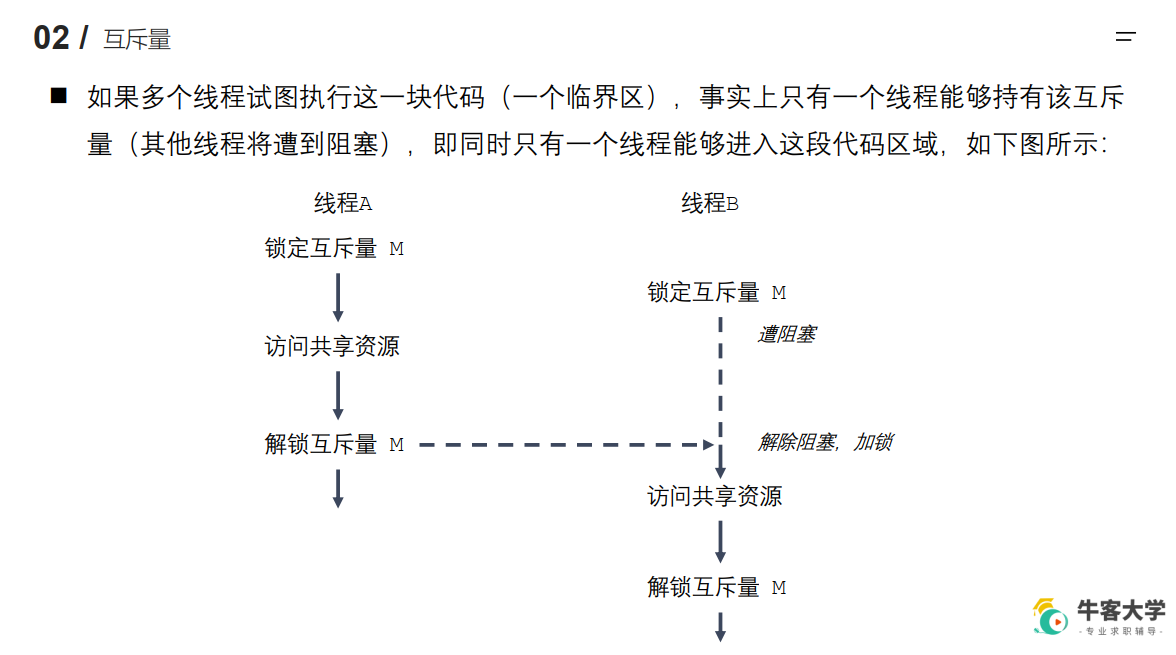 02 / 互斥量
■ 如果多个线程试图执行这一块代码（一个临界区），事实上只有一个线程能够持有该互斥
量（其他线程将遭到阻塞），即同时只有一个线程能够进入这段代码区域，如下图所示：
线程A
线程B
锁定互斥量 M
锁定互斥量 M
遭阻塞
访问共享资源
解锁互斥量 M
解除阻塞，加锁
访问共享资源
解锁互斥量 M
牛客大学
-专业求职辅导-